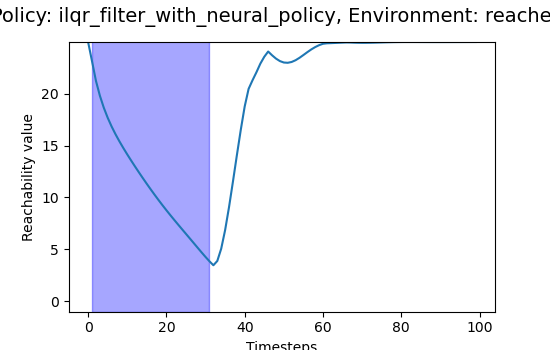 Policy: ilqr_filter_with_neural_policy, Environment: reache
Reachability value
20
15
10
5
0
0 20 40 60 80 100
Timesteps